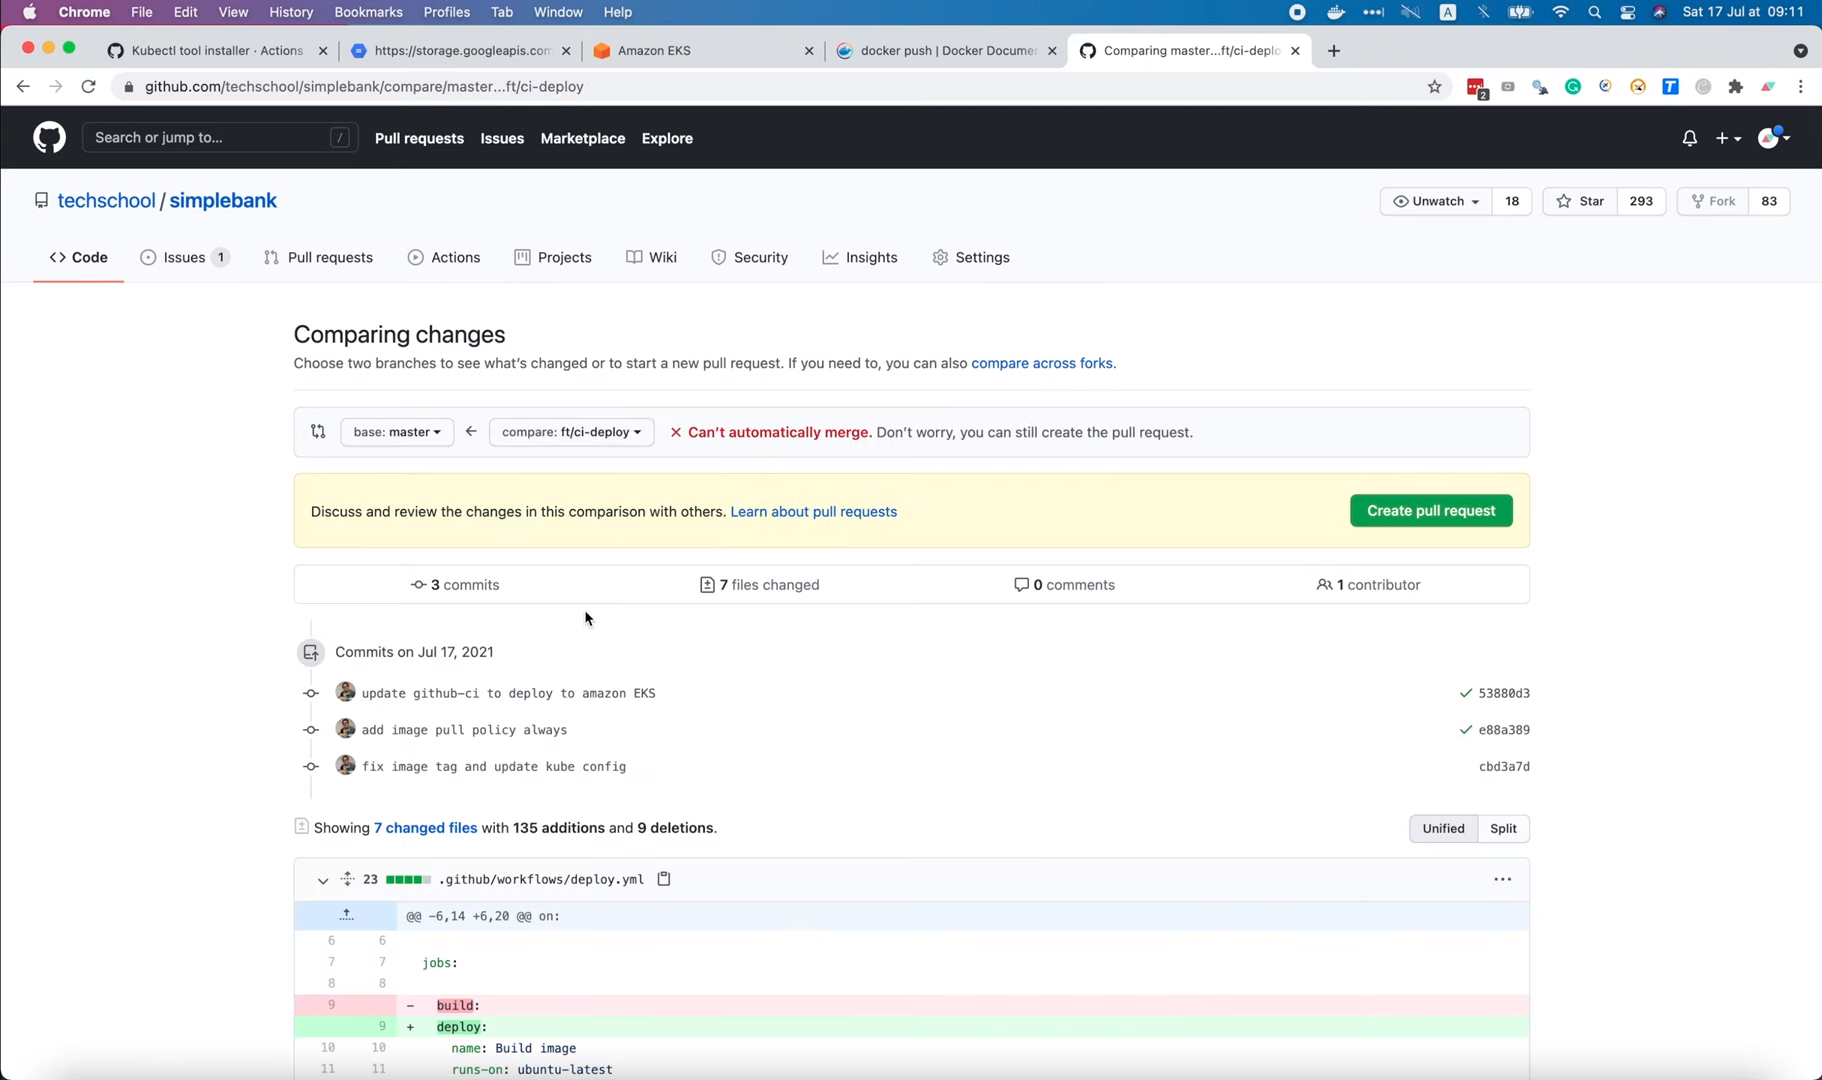 Chrome File Edit View History Bookmarks Profiles Tab Window Help A Sat 17 Jul at 09:11
Kubectl tool installer · Actions https://storage.googleapis.com Amazon EKS docker push | Docker Documen Comparing master...ft/ci-deplo
github.com/techschool/simplebank/compare/master...ft/ci-deploy 2
Search or jump to... / Pull requests Issues Marketplace Explore
techschool / simplebank Unwatch 18 Star 293 Fork 83
Code Issues 1 Pull requests Actions Projects Wiki Security Insights Settings
Comparing changes
Choose two branches to see what's changed or to start a new pull request. If you need to, you can also compare across forks.
base: master compare: ft/ci-deploy Can't automatically merge. Don't worry, you can still create the pull request.
Discuss and review the changes in this comparison with others. Learn about pull requests Create pull request
3 commits 7 files changed 0 comments 1 contributor
Commits on Jul 17, 2021
update github-ci to deploy to amazon EKS 53880d3
add image pull policy always e88a389
fix image tag and update kube config cbd3a7d
Showing 7 changed files with 135 additions and 9 deletions. Unified Split
23 .github/workflows/deploy.yml
@@ -6,14 +6,20 @@ on:
6 6
7 7 jobs:
8 8
9 - build:
9 + deploy:
10 10 name: Build image
11 11 runs-on: ubuntu-latest